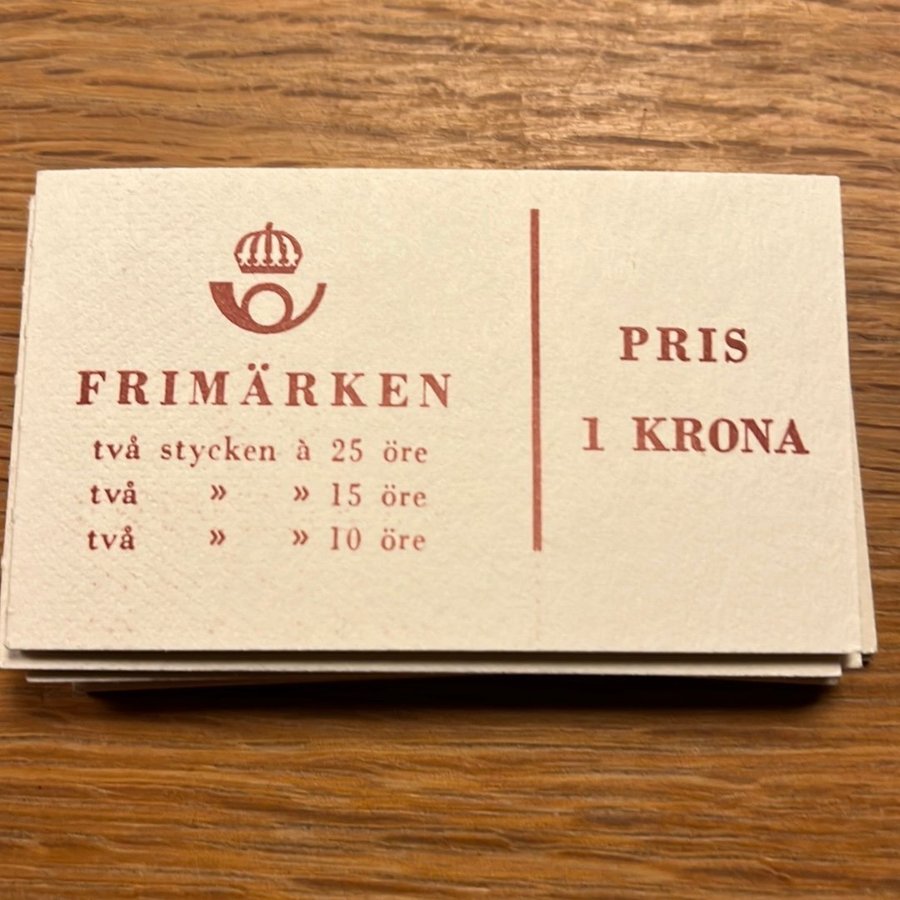 FRIMÄRKEN
två stycken à 25 öre
två » » 15 öre
två » » 10 öre
PRIS
1 KRONA